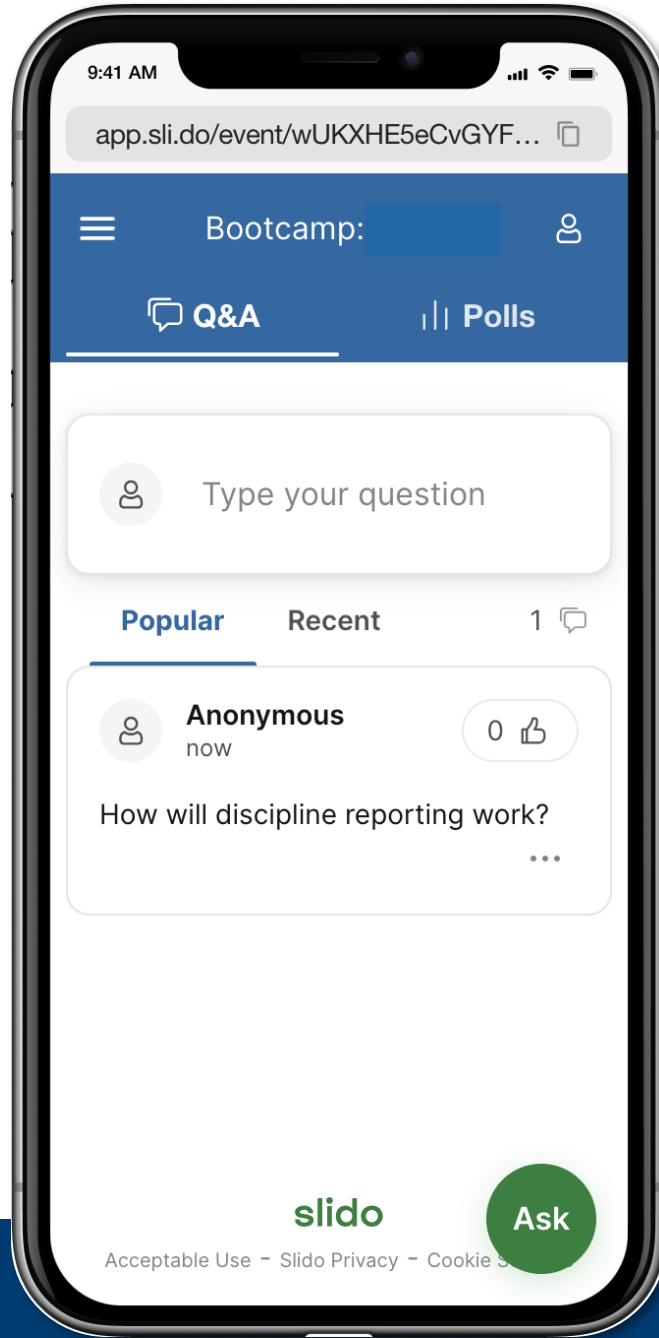 9:41 AM
app.sli.do/event/wUKXHE5eCvGYF...
Bootcamp:
Q&A
Polls
Type your question
Popular Recent 1
Anonymous
now
0
How will discipline reporting work?
slido
Ask
Acceptable Use - Slido Privacy - Cookie